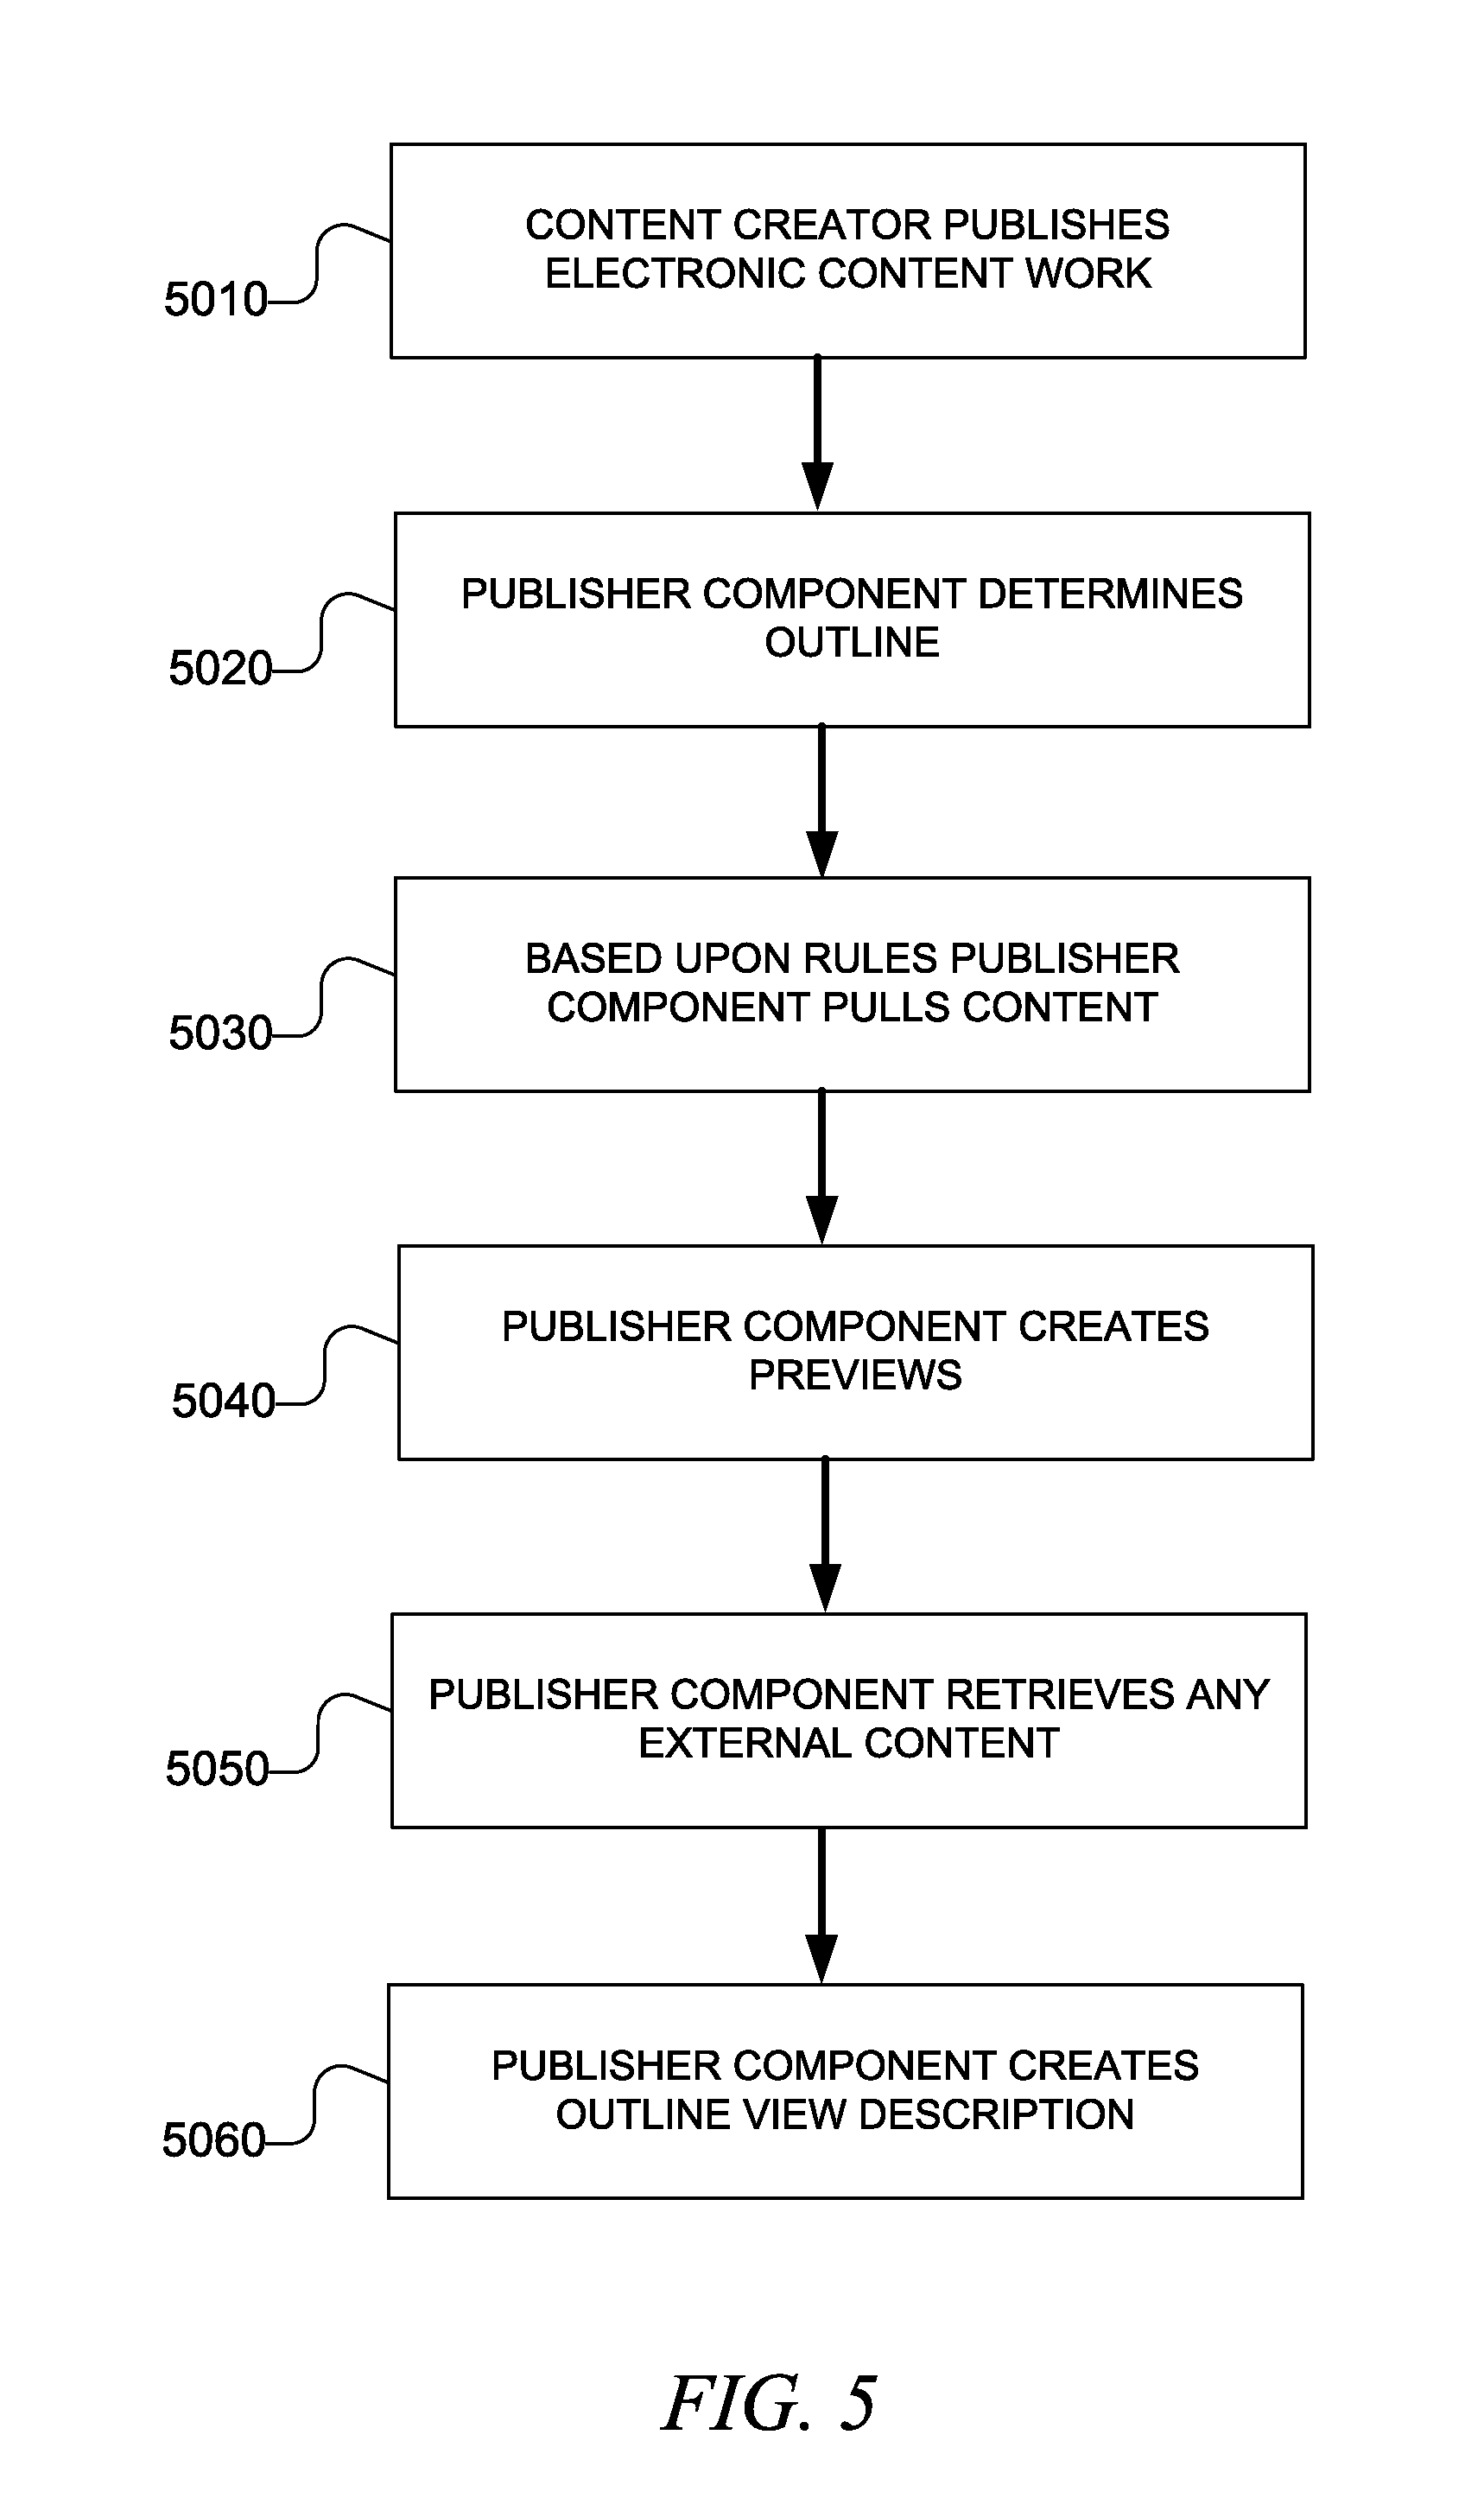 CONTENT CREATOR PUBLISHES
ELECTRONIC CONTENT WORK
5010
PUBLISHER COMPONENT DETERMINES
OUTLINE
5020
BASED UPON RULES PUBLISHER
COMPONENT PULLS CONTENT
5030
PUBLISHER COMPONENT CREATES
PREVIEWS
5040
PUBLISHER COMPONENT RETRIEVES ANY
EXTERNAL CONTENT
5050
PUBLISHER COMPONENT CREATES
OUTLINE VIEW DESCRIPTION
5060
FIG. 5